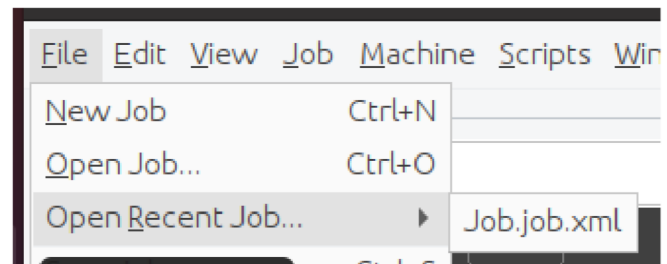 File Edit View Job Machine Scripts
New Job Ctrl+N
Open Job... Ctrl+O
Open Recent Job... Job.job.xml